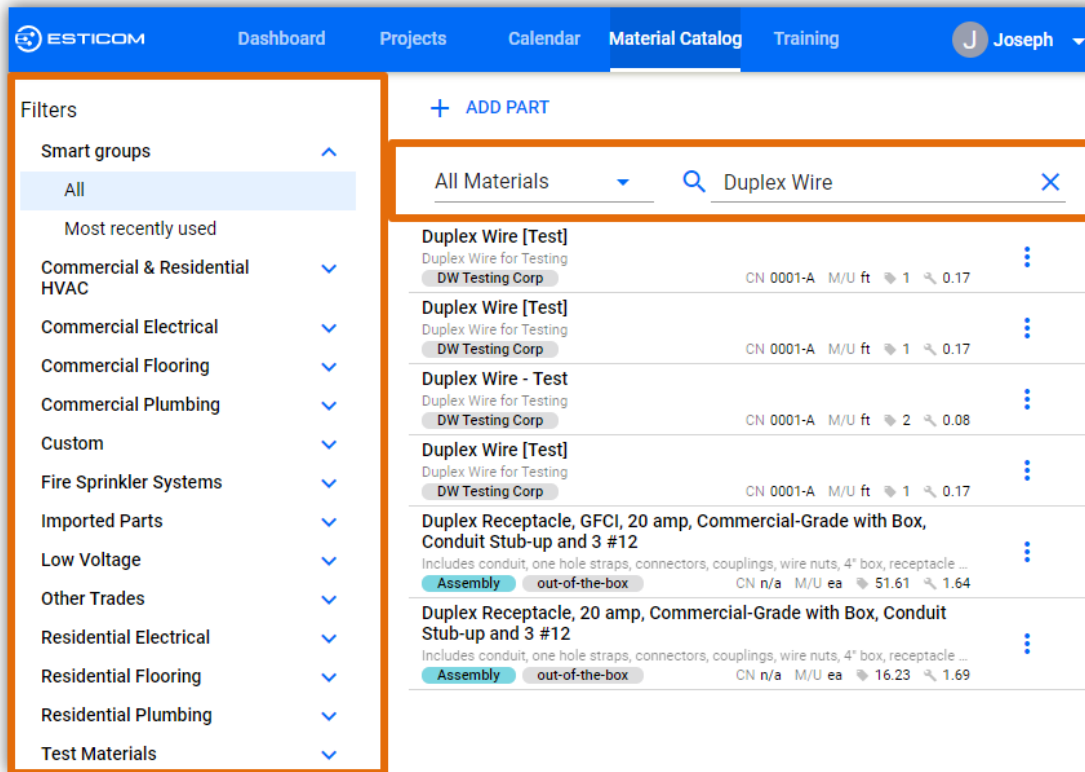 ESTICOM Dashboard Projects Calendar Material Catalog Training J Joseph
Filters
Smart groups
All
Most recently used
Commercial & Residential
HVAC
Commercial Electrical
Commercial Flooring
Commercial Plumbing
Custom
Fire Sprinkler Systems
Imported Parts
Low Voltage
Other Trades
Residential Electrical
Residential Flooring
Residential Plumbing
Test Materials
+ ADD PART
All Materials Duplex Wire
Duplex Wire [Test]
Duplex Wire for Testing
DW Testing Corp CN 0001-A M/U ft 1 0.17
Duplex Wire [Test]
Duplex Wire for Testing
DW Testing Corp CN 0001-A M/U ft 1 0.17
Duplex Wire - Test
Duplex Wire for Testing
DW Testing Corp CN 0001-A M/U ft 2 0.08
Duplex Wire [Test]
Duplex Wire for Testing
DW Testing Corp CN 0001-A M/U ft 1 0.17
Duplex Receptacle, GFCI, 20 amp, Commercial-Grade with Box,
Conduit Stub-up and 3 #12
Includes conduit, one hole straps, connectors, couplings, wire nuts, 4" box, receptacle ...
Assembly out-of-the-box CN n/a M/U ea 51.61 1.64
Duplex Receptacle, 20 amp, Commercial-Grade with Box, Conduit
Stub-up and 3 #12
Includes conduit, one hole straps, connectors, couplings, wire nuts, 4" box, receptacle ...
Assembly out-of-the-box CN n/a M/U ea 16.23 1.69